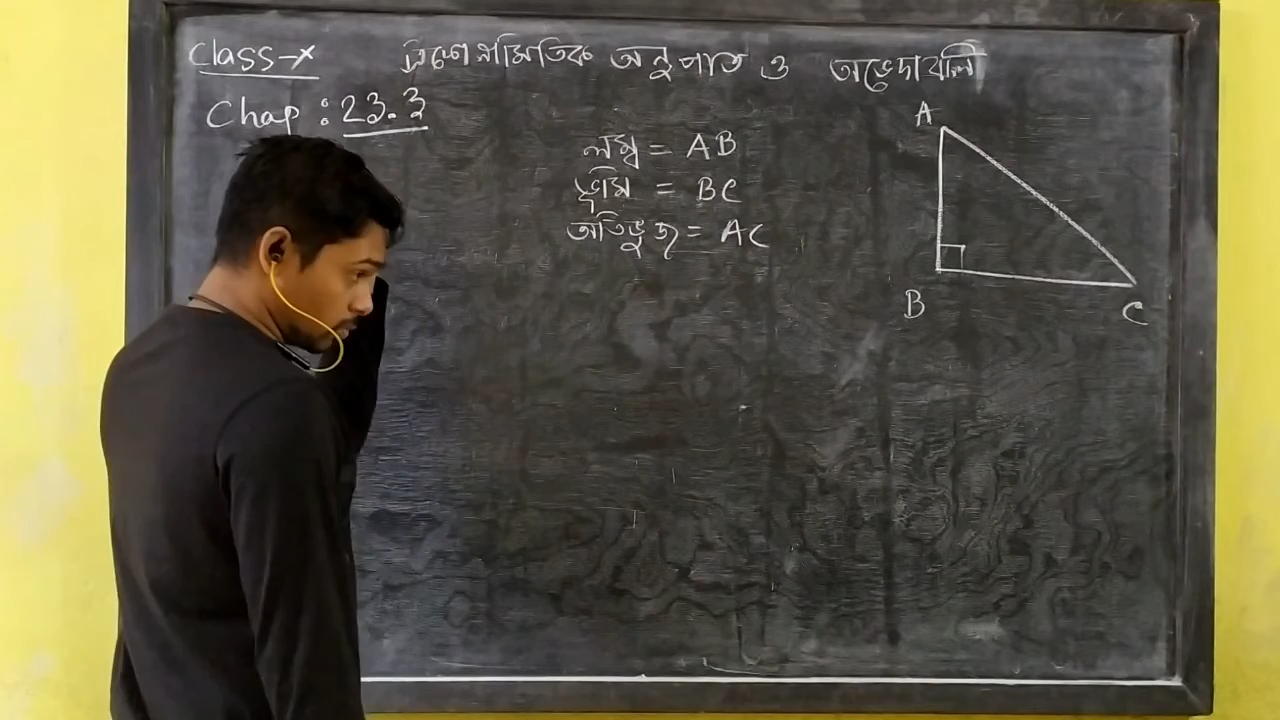 Class-X
ত্রিকোণমিতিক অনুপাত ও অভেদাবলি
Chap : 23.3
লম্ব = AB
ভূমি = BC
অতিভুজ = AC
A
B
C